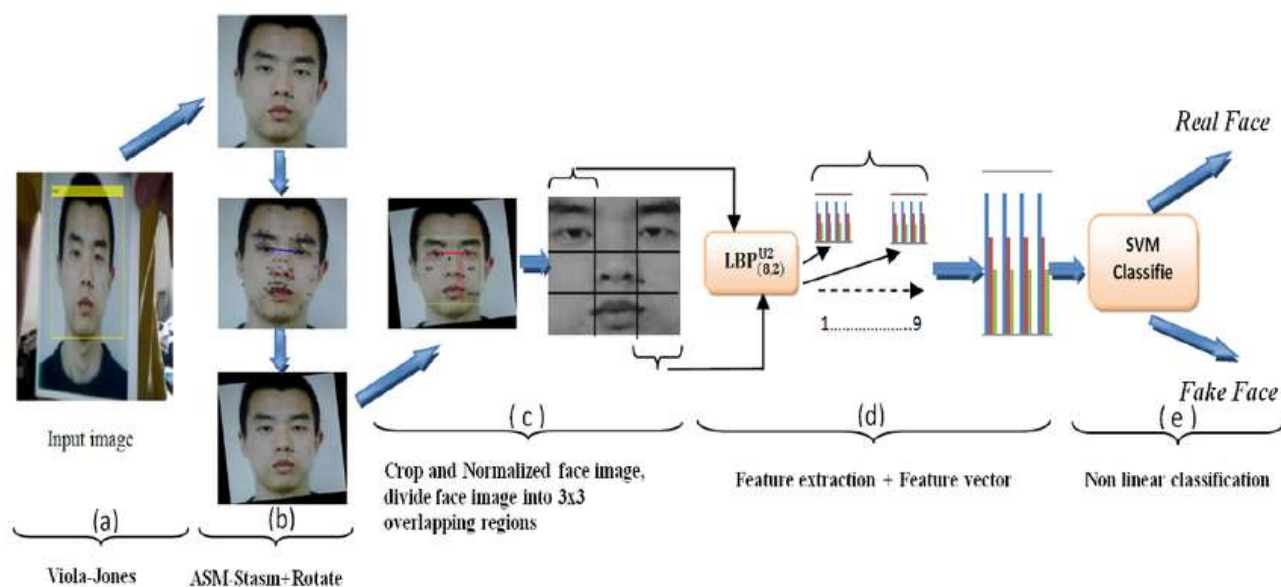 Real Face
LBP U2 (8,2)
SVM
Classifie
1..................9
Fake Face
Input image
(c)
(d)
(e)
Crop and Normalized face image,
divide face image into 3x3
overlapping regions
Feature extraction + Feature vector
Non linear classification
(a)
(b)
Viola-Jones
ASM-Stasm+Rotate